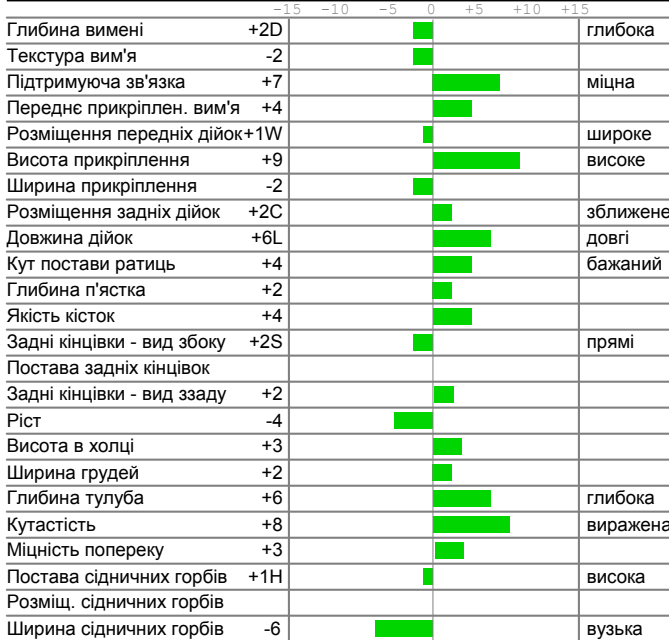 -15 -10 -5 0 +5 +10 +15
Глибина вимені +2D глибока
Текстура вим'я -2
Підтримуюча зв'язка +7 міцна
Переднє прикріплен. вим'я +4
Розміщення передніх дійок+1W широке
Висота прикріплення +9 високе
Ширина прикріплення -2
Розміщення задніх дійок +2C зближене
Довжина дійок +6L довгі
Кут постави ратиць +4 бажаний
Глибина п'ястка +2
Якість кісток +4
Задні кінцівки - вид збоку +2S прямі
Постава задніх кінцівок
Задні кінцівки - вид ззаду +2
Ріст -4
Висота в холці +3
Ширина грудей +2
Глибина тулуба +6 глибока
Кутастість +8 виражена
Міцність попереку +3
Постава сідничних горбів +1H висока
Розміщ. сідничних горбів
Ширина сідничних горбів -6 вузька